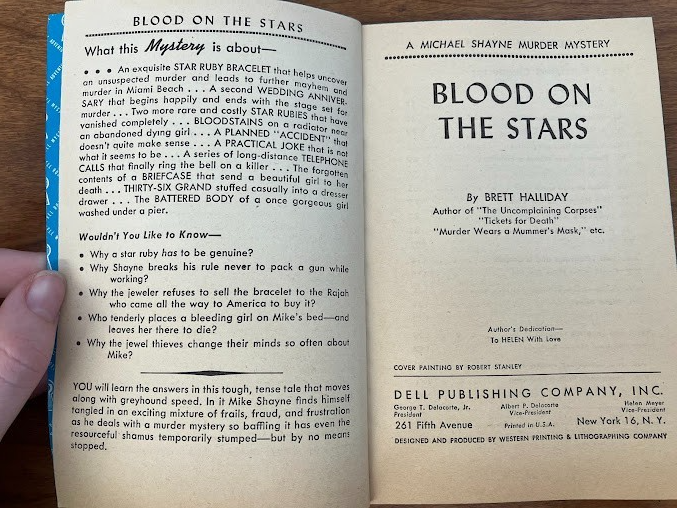 BLOOD ON THE STARS
What this Mystery is about—
• • • An exquisite STAR RUBY BRACELET that helps uncover
an unsuspected murder and leads to further mayhem and
murder in Miami Beach . . . A second WEDDING ANNIVER-
SARY that begins happily and ends with the stage set for
murder . . . Two more rare and costly STAR RUBIES that have
vanished completely . . . BLOODSTAINS on a radiator near
an abandoned dying girl . . . A PLANNED "ACCIDENT" that
doesn't quite make sense . . . A PRACTICAL JOKE that is not
what it seems to be . . . A series of long-distance TELEPHONE
CALLS that finally ring the bell on a killer . . . The forgotten
contents of a BRIEFCASE that send a beautiful girl to her
death . . . THIRTY-SIX GRAND stuffed casually into a dresser
drawer . . . The BATTERED BODY of a once gorgeous girl
washed under a pier.
Wouldn't You Like to Know—
• Why a star ruby has to be genuine?
• Why Shayne breaks his rule never to pack a gun while
working?
• Why the jeweler refuses to sell the bracelet to the Rajah
who came all the way to America to buy it?
• Who tenderly places a bleeding girl on Mike's bed—and
leaves her there to die?
• Why the jewel thieves change their minds so often about
Mike?
YOU will learn the answers in this tough, tense tale that moves
along with greyhound speed. In it Mike Shayne finds himself
tangled in an exciting mixture of frails, fraud, and frustration
as he deals with a murder mystery so baffling it has even the
resourceful shamus temporarily stumped—but by no means
stopped.
A MICHAEL SHAYNE MURDER MYSTERY
BLOOD ON
THE STARS
By BRETT HALLIDAY
Author of "The Uncomplaining Corpses"
"Tickets for Death"
"Murder Wears a Mummer's Mask," etc.
Author's Dedication—
To HELEN With Love
COVER PAINTING BY ROBERT STANLEY
DELL PUBLISHING COMPANY, INC.
George T. Delacorte, Jr. Albert P. Delacorte Helen Meyer
President Vice-President Vice-President
261 Fifth Avenue Printed in U.S.A. New York 16, N. Y.
DESIGNED AND PRODUCED BY WESTERN PRINTING & LITHOGRAPHING COMPANY